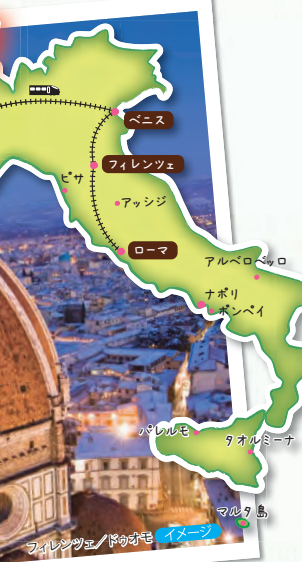 ベニス
フィレンツェ
ピサ
アッシジ
ローマ
アルベロベッロ
ナポリ
ポンペイ
パレルモ
タオルミーナ
マルタ島
フィレンツェ／ドゥオモ イメージ